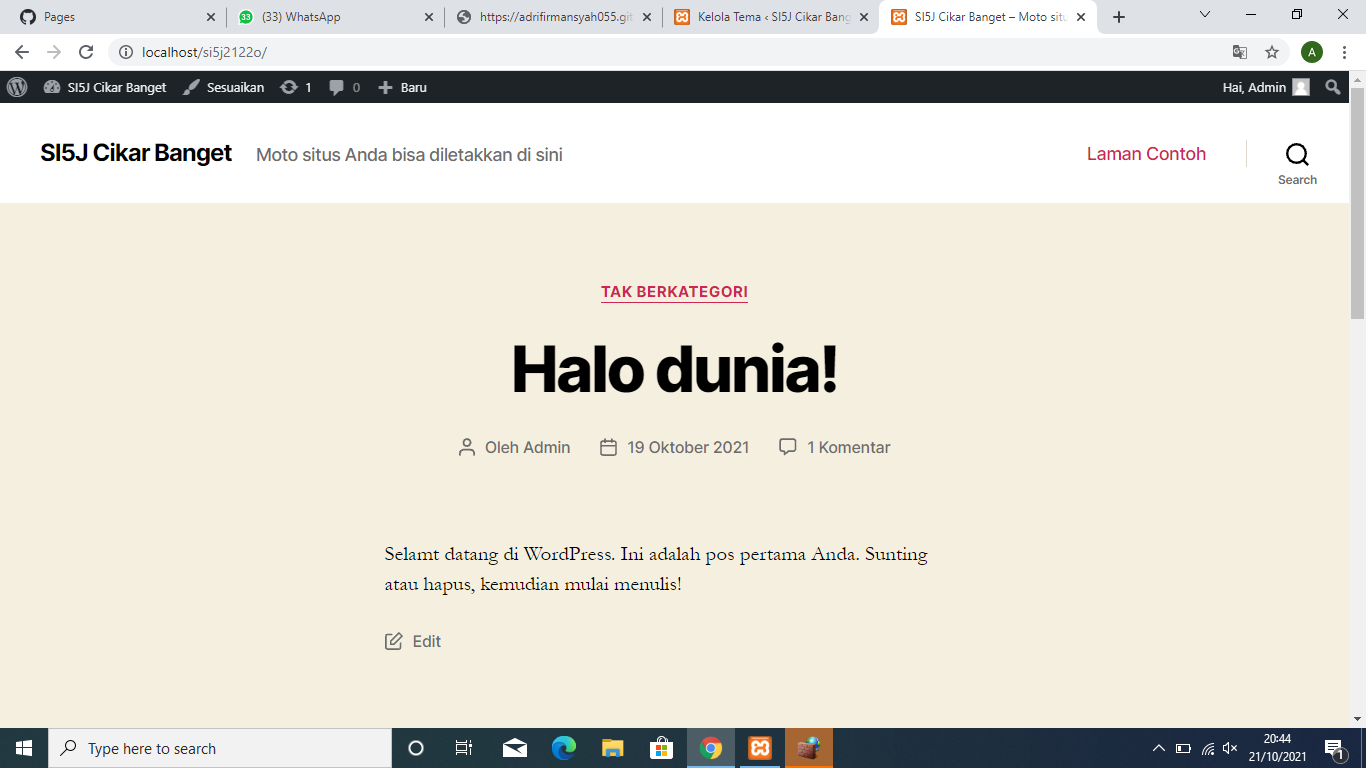 Pages
33
(33) WhatsApp
https://adrifirmansyah055.git
Kelola Tema ‹ SI5J Cikar Bang
SI5J Cikar Banget – Moto situ
localhost/si5j2122o/
A
SI5J Cikar Banget
Sesuaikan
1
0
Baru
Hai, Admin
SI5J Cikar Banget
Moto situs Anda bisa diletakkan di sini
Laman Contoh
Search
TAK BERKATEGORI
Halo dunia!
Oleh Admin
19 Oktober 2021
1 Komentar
Selamt datang di WordPress. Ini adalah pos pertama Anda. Sunting
atau hapus, kemudian mulai menulis!
Edit
Type here to search
20:44
21/10/2021
1